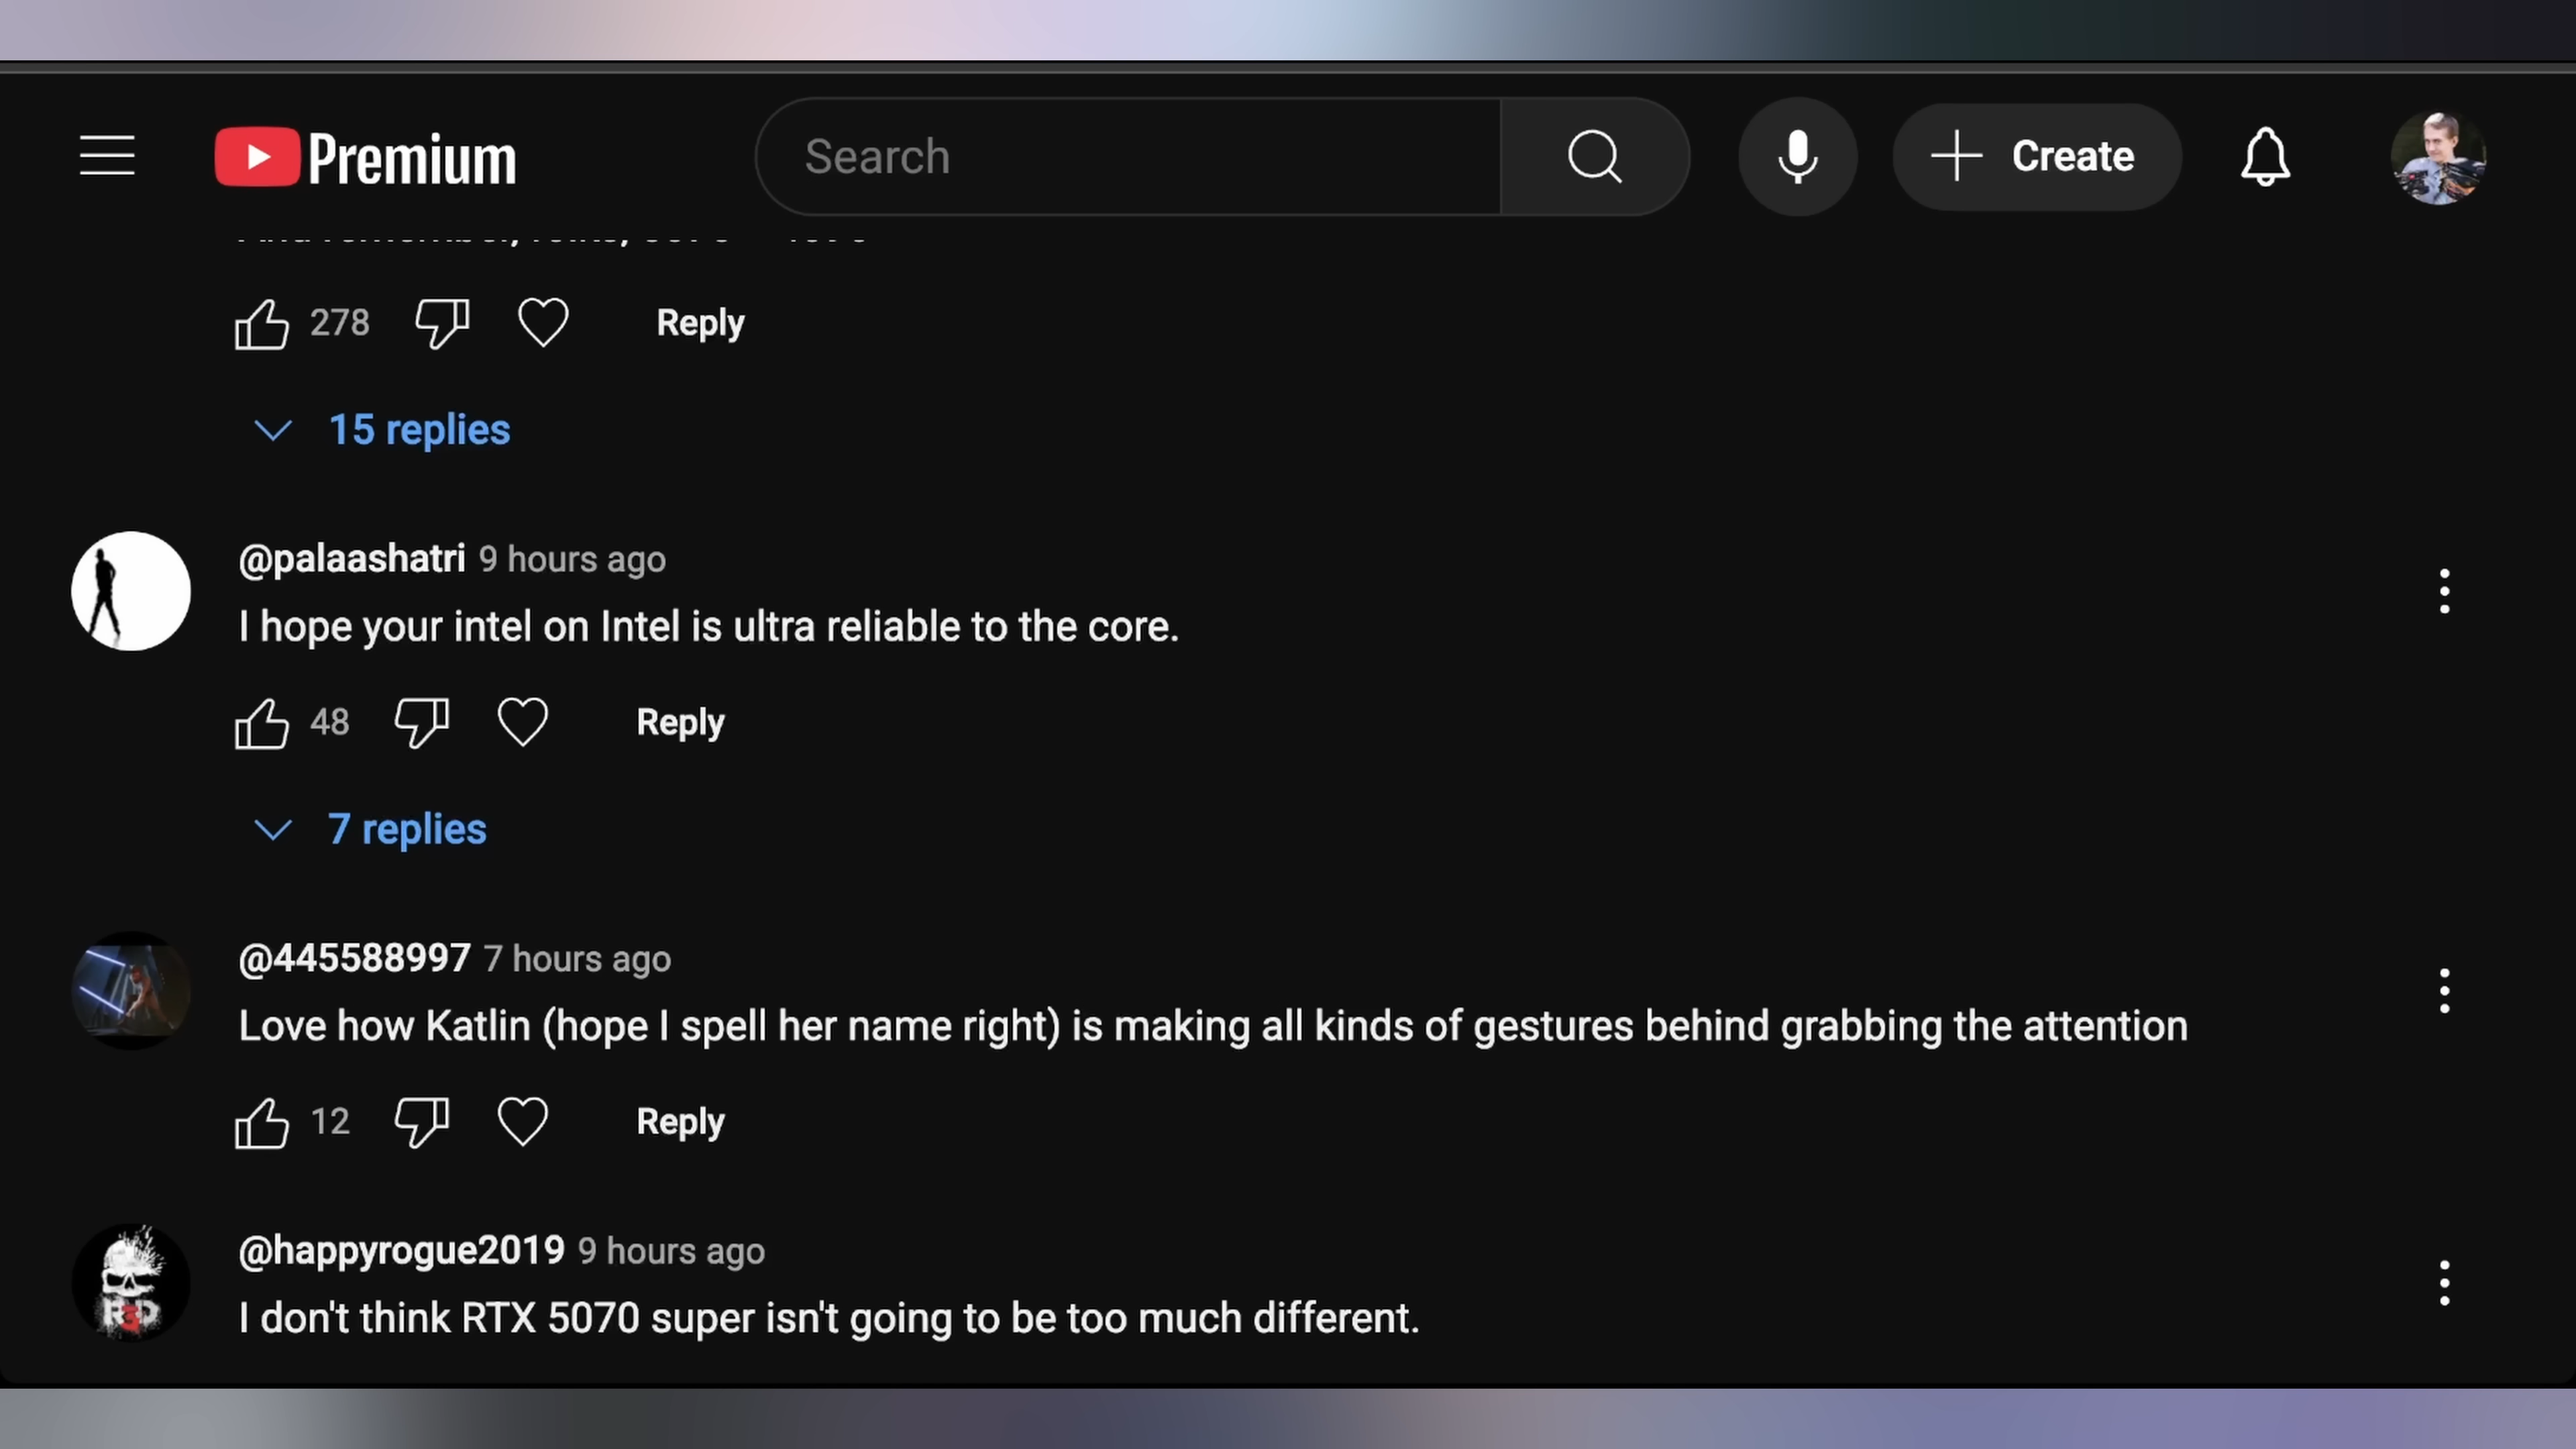 Premium
Search
Create
278
Reply
15 replies
@palaashatri 9 hours ago
I hope your intel on Intel is ultra reliable to the core.
48
Reply
7 replies
@445588997 7 hours ago
Love how Katlin (hope I spell her name right) is making all kinds of gestures behind grabbing the attention
12
Reply
R3D
@happyrogue2019 9 hours ago
I don't think RTX 5070 super isn't going to be too much different.